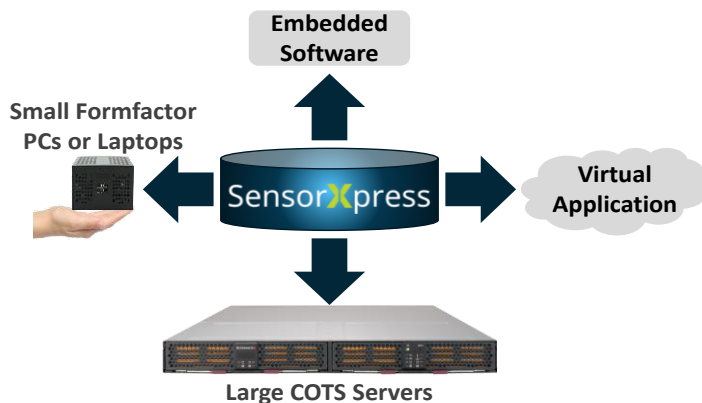 Embedded
Software
Small Formfactor
PCs or Laptops
SensorXpress
Virtual
Application
Large COTS Servers